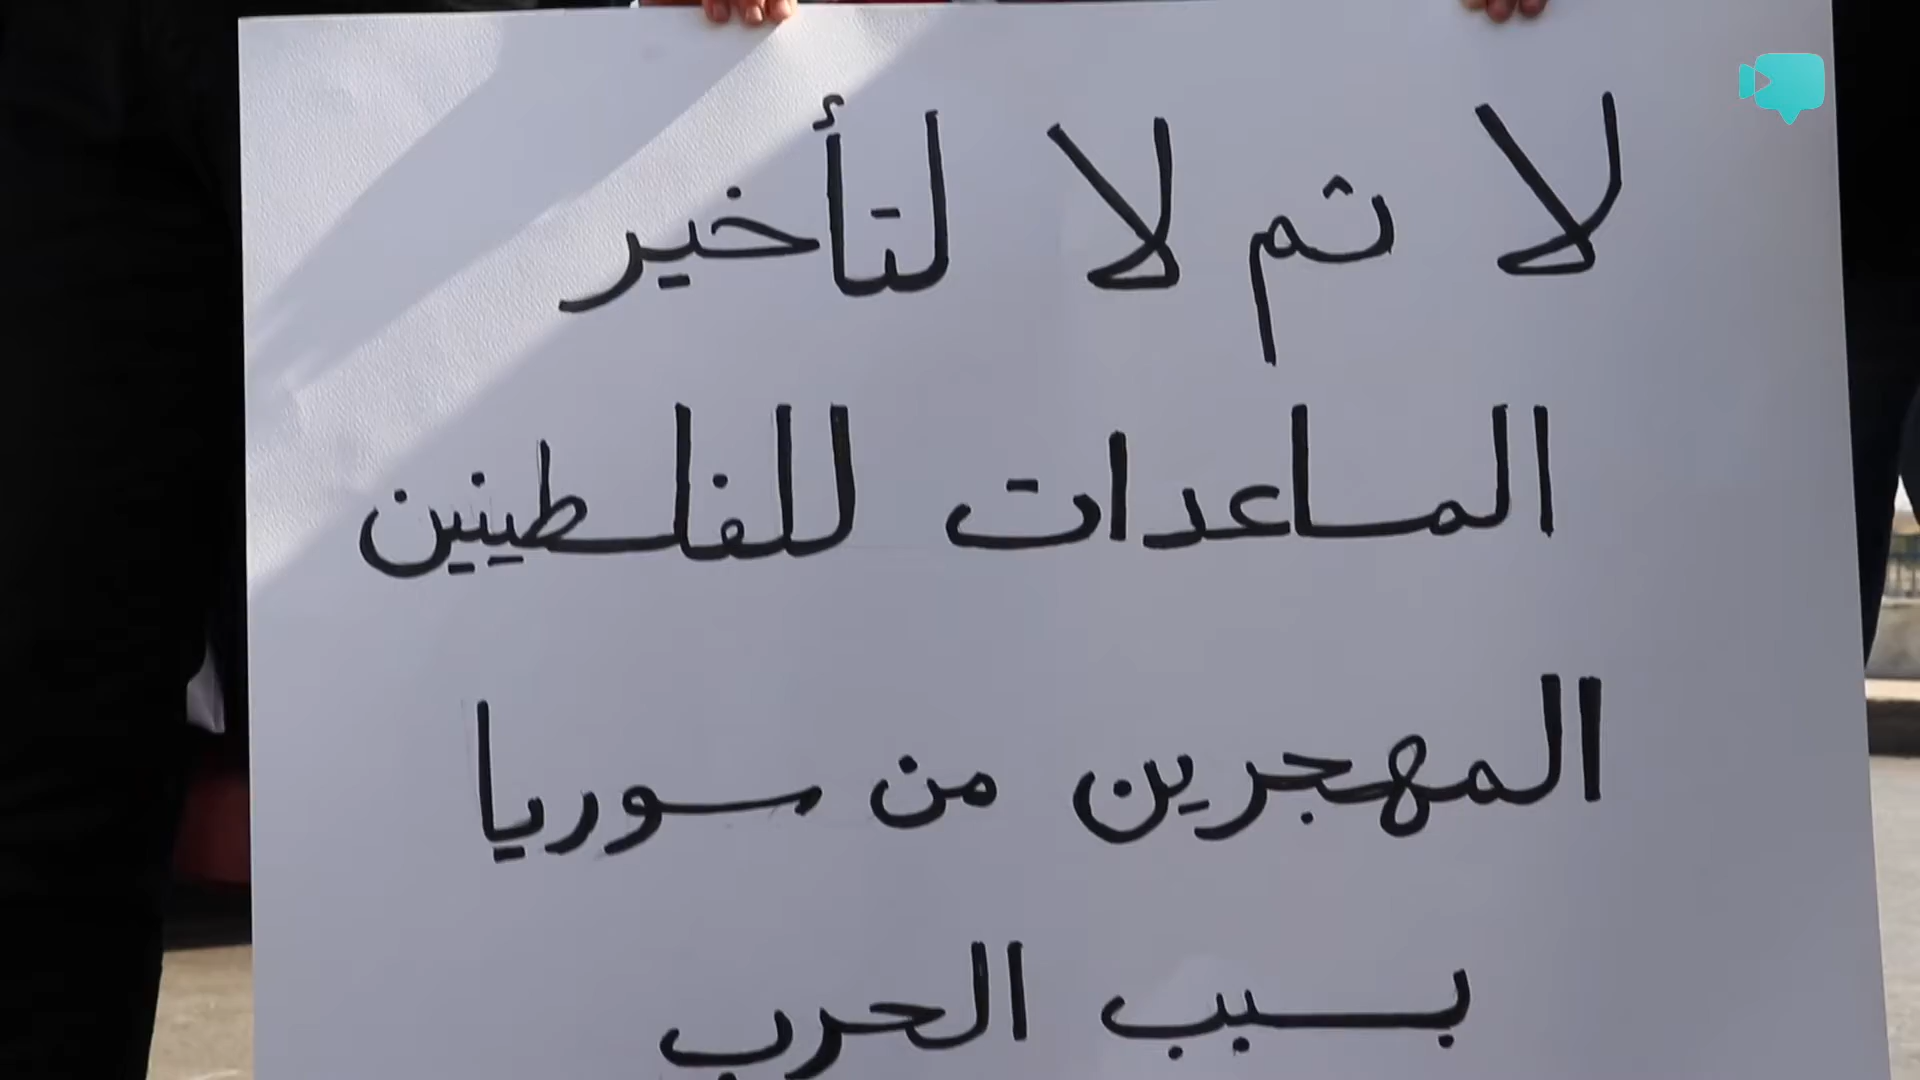 لا ثم لا لتأخير
المساعدات للفلسطينين
المهجرين من سوريا
بسبب الحرب